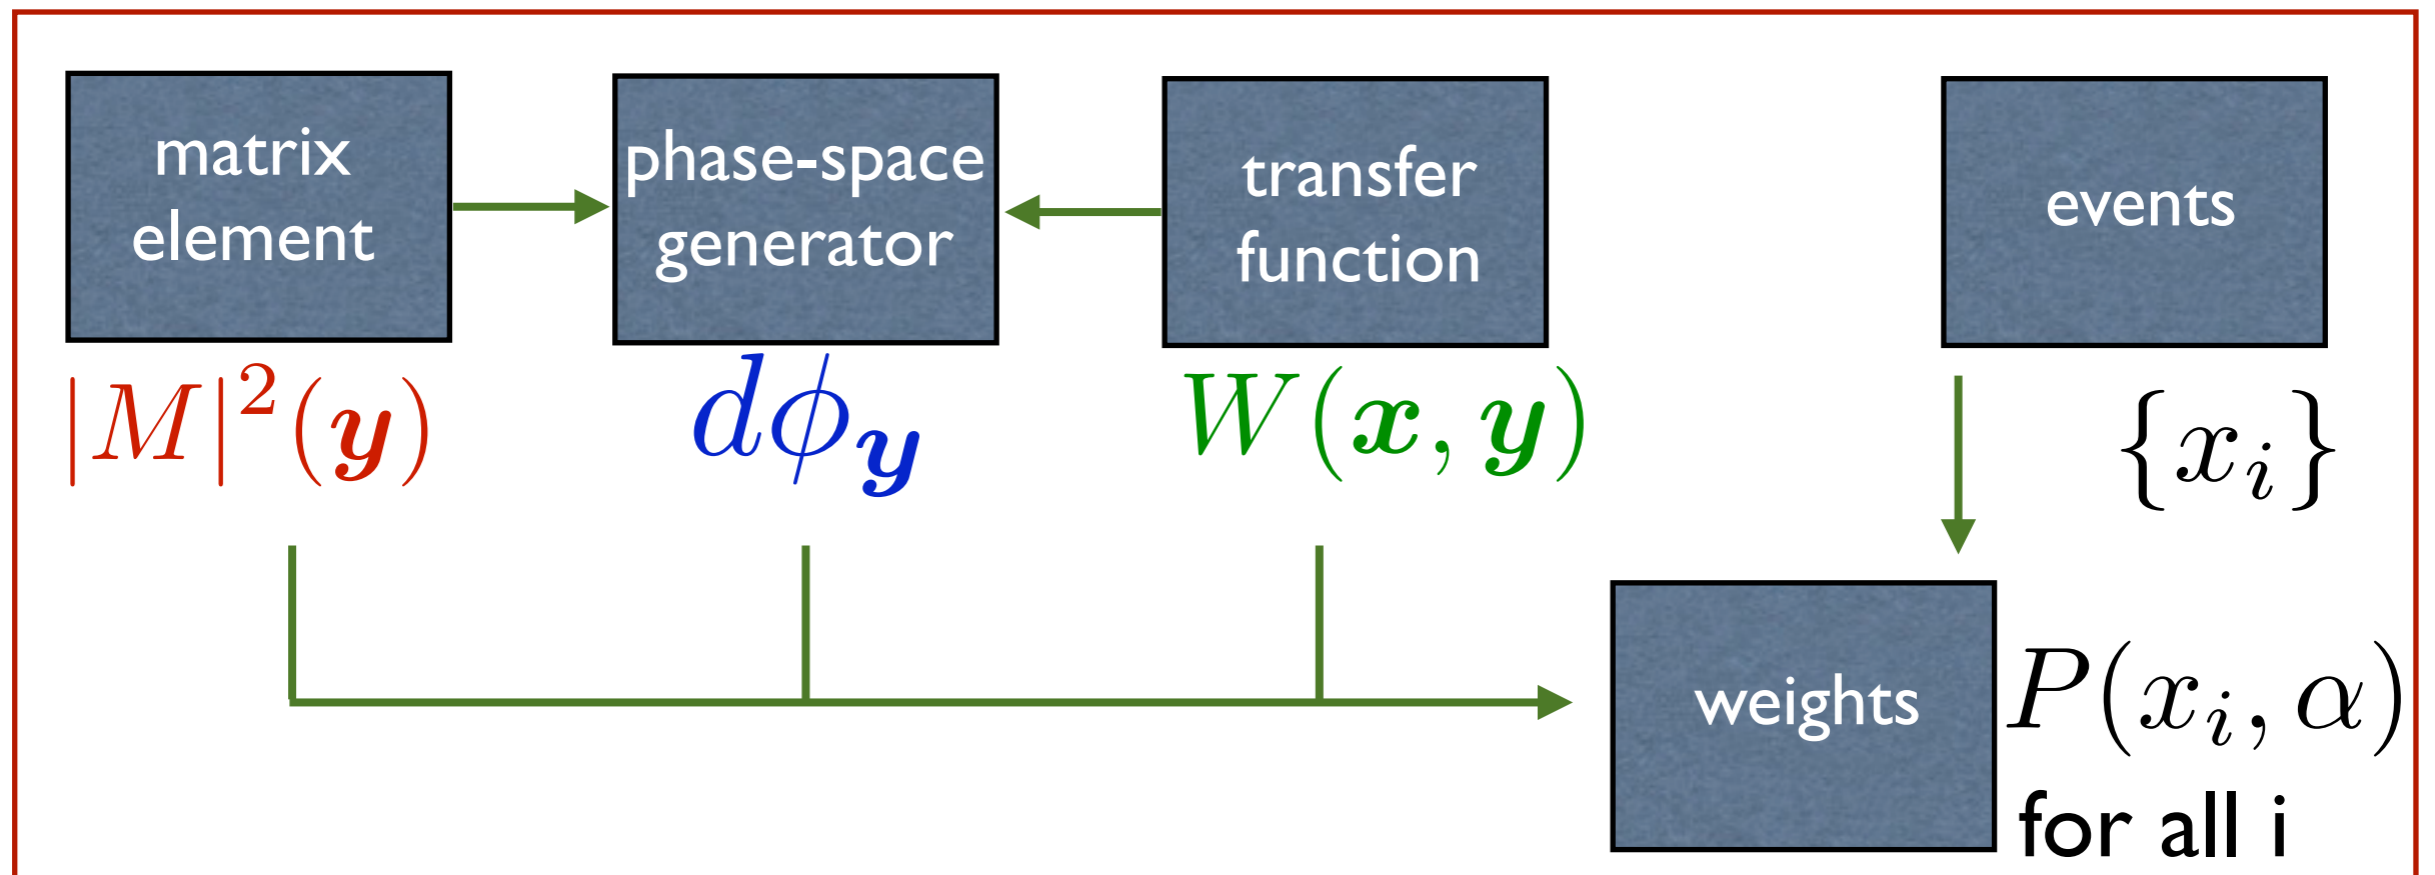 matrix
element
phase-space
generator
transfer
function
events
|M|²(y)
dϕ_y
W(x, y)
{x_i}
weights
P(x_i, α)
for all i